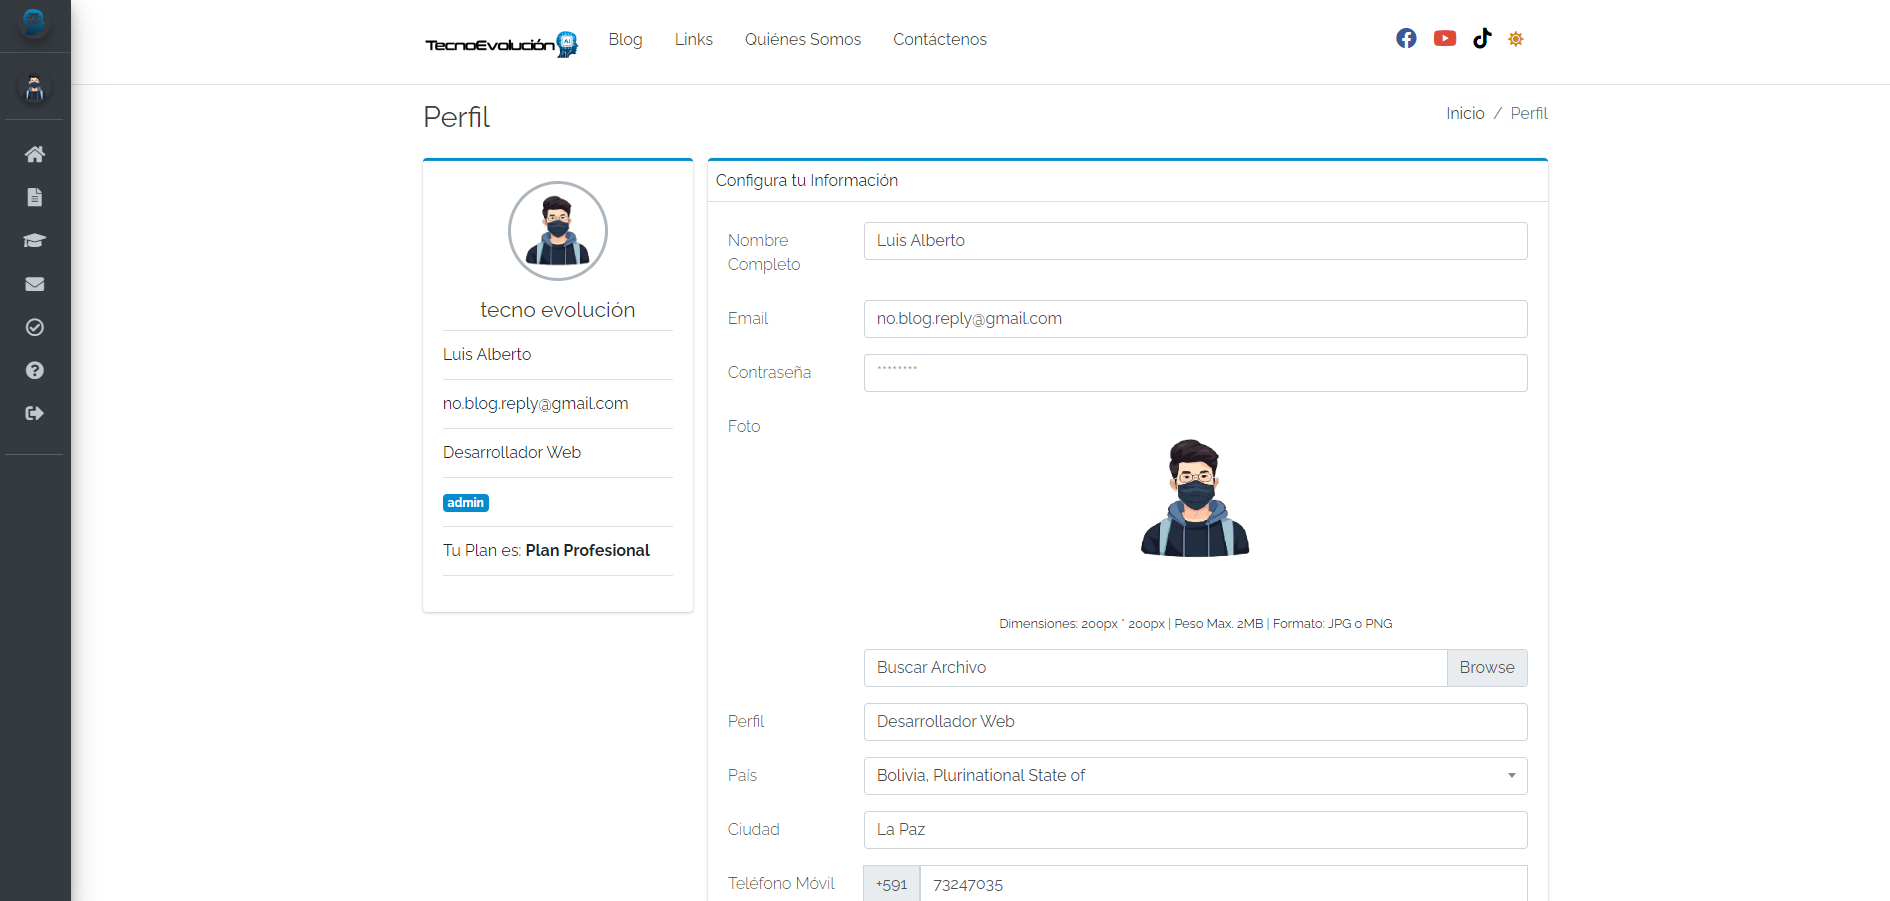 TecnoEvolución AI
Blog
Links
Quiénes Somos
Contáctenos
Perfil
Inicio / Perfil
tecno evolución
Luis Alberto
no.blog.reply@gmail.com
Desarrollador Web
admin
Tu Plan es: Plan Profesional
Configura tu Información
Nombre Completo
Luis Alberto
Email
no.blog.reply@gmail.com
Contraseña
********
Foto
Dimensiones: 200px * 200px | Peso Max. 2MB | Formato: JPG o PNG
Buscar Archivo
Browse
Perfil
Desarrollador Web
País
Bolivia, Plurinational State of
Ciudad
La Paz
Teléfono Móvil
+591
73247035